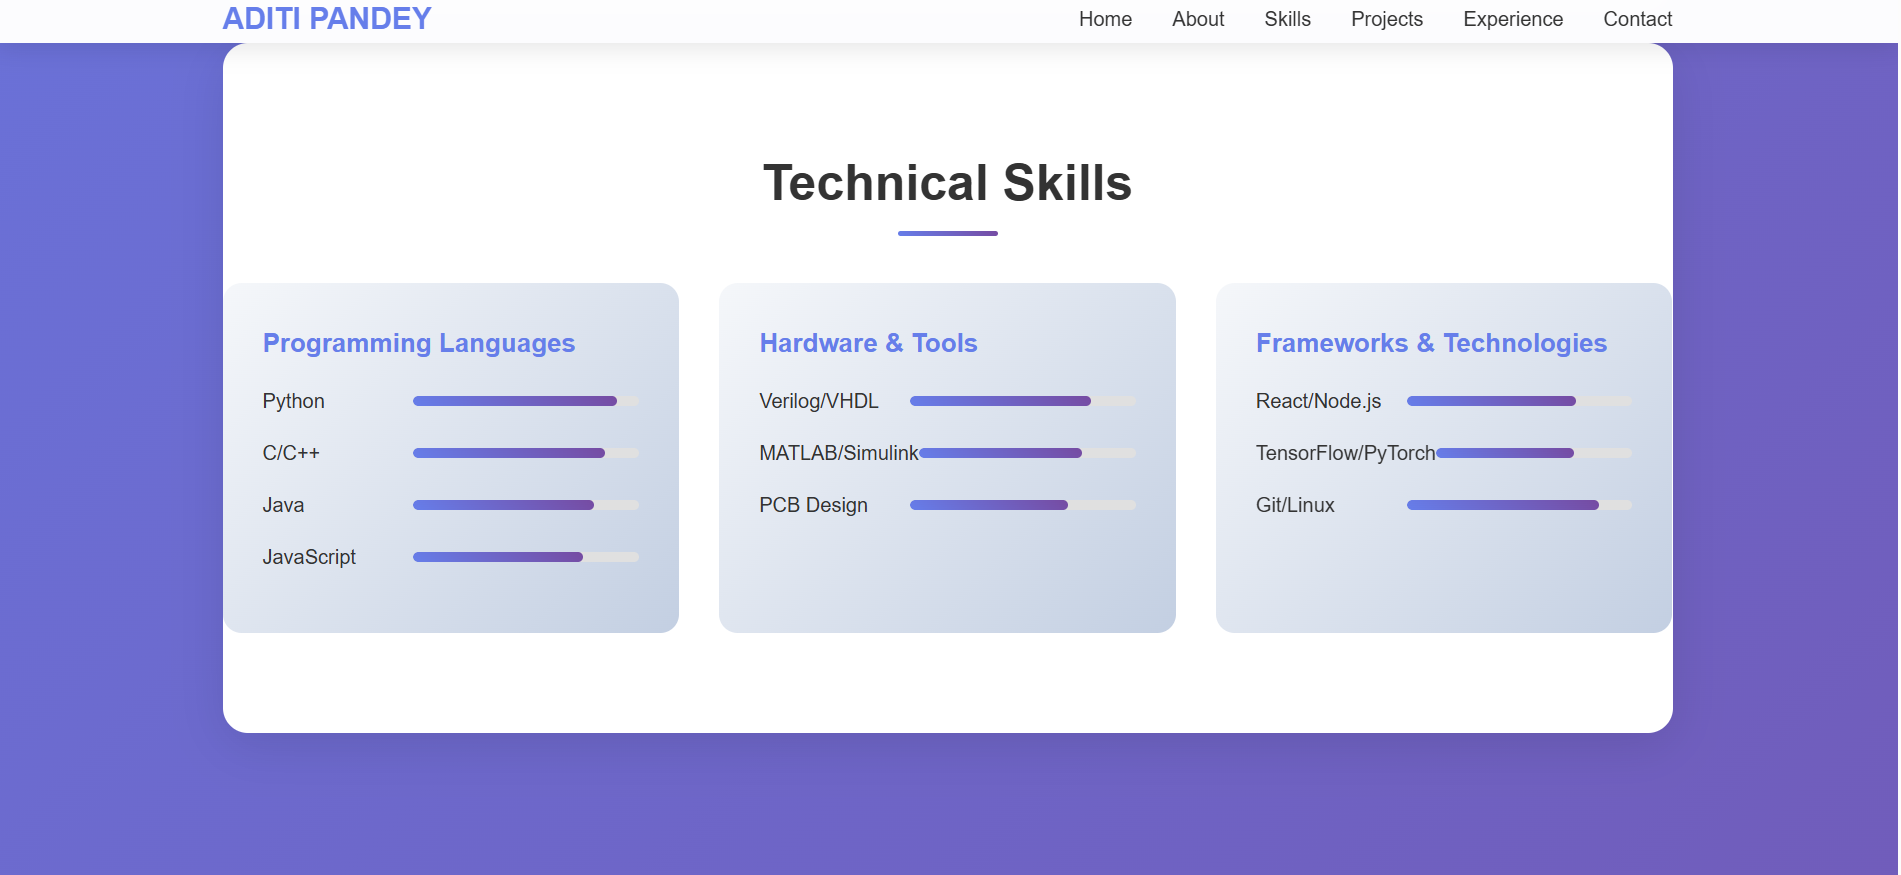 ADITI PANDEY
Home About Skills Projects Experience Contact
Technical Skills
Programming Languages
Python
C/C++
Java
JavaScript
Hardware & Tools
Verilog/VHDL
MATLAB/Simulink
PCB Design
Frameworks & Technologies
React/Node.js
TensorFlow/PyTorch
Git/Linux